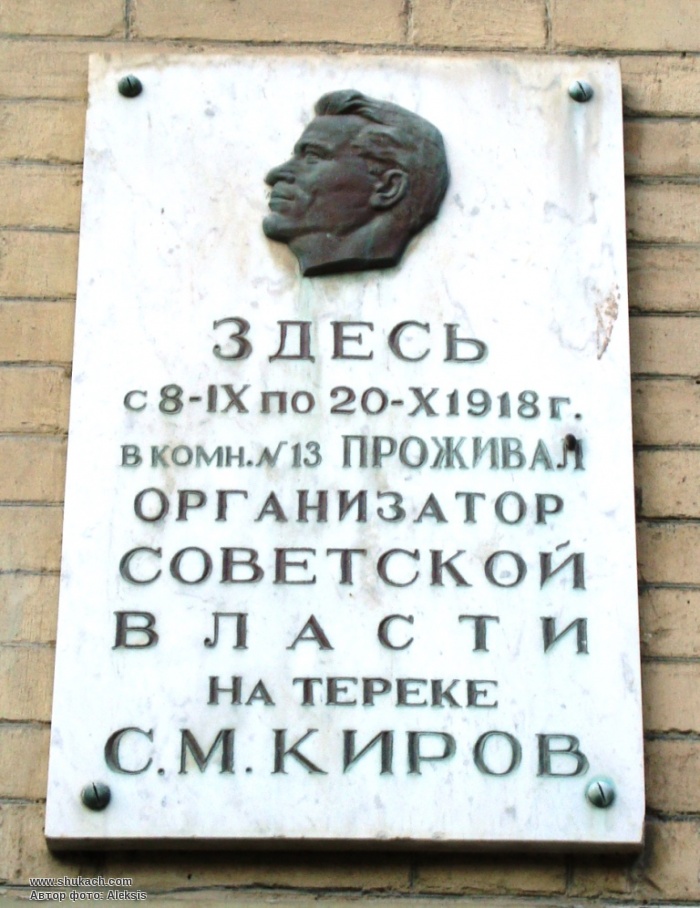 ЗДЕСЬ
С 8-IX ПО 20-X 1918 Г.
В КОМН. № 13 ПРОЖИВАЛ
ОРГАНИЗАТОР
СОВЕТСКОЙ
ВЛАСТИ
НА ТЕРЕКЕ
С.М.КИРОВ
www.shukach.com
Автор фото: Aleksis